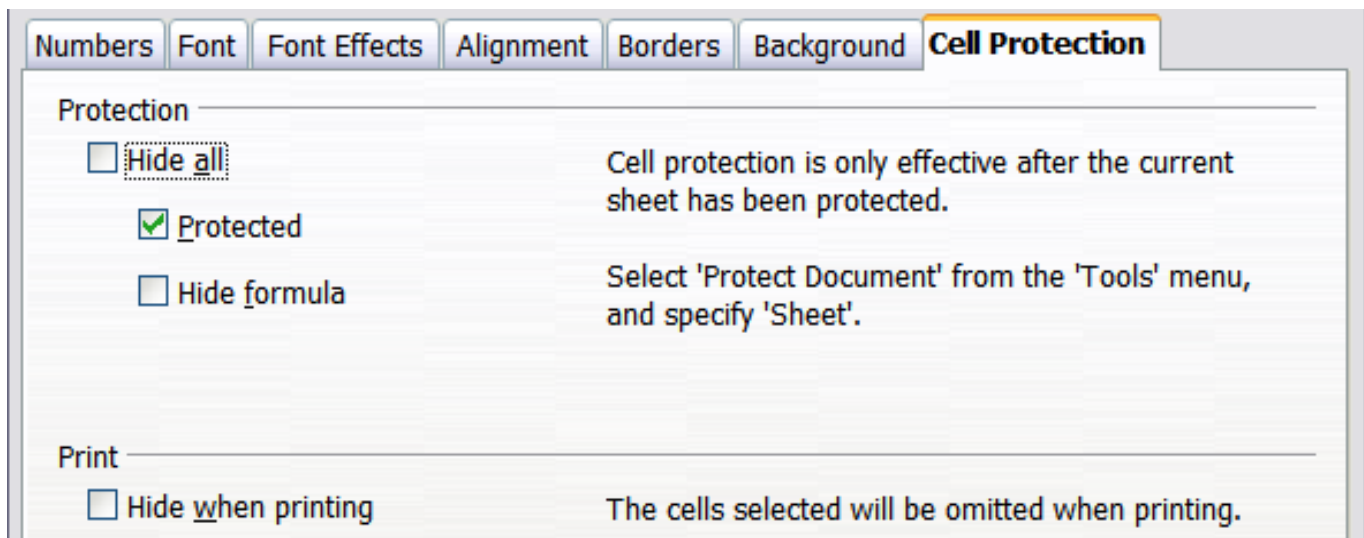 Numbers Font Font Effects Alignment Borders Background Cell Protection
Protection
Hide all Cell protection is only effective after the current
sheet has been protected.
Protected
Hide formula Select 'Protect Document' from the 'Tools' menu,
and specify 'Sheet'.
Print
Hide when printing The cells selected will be omitted when printing.